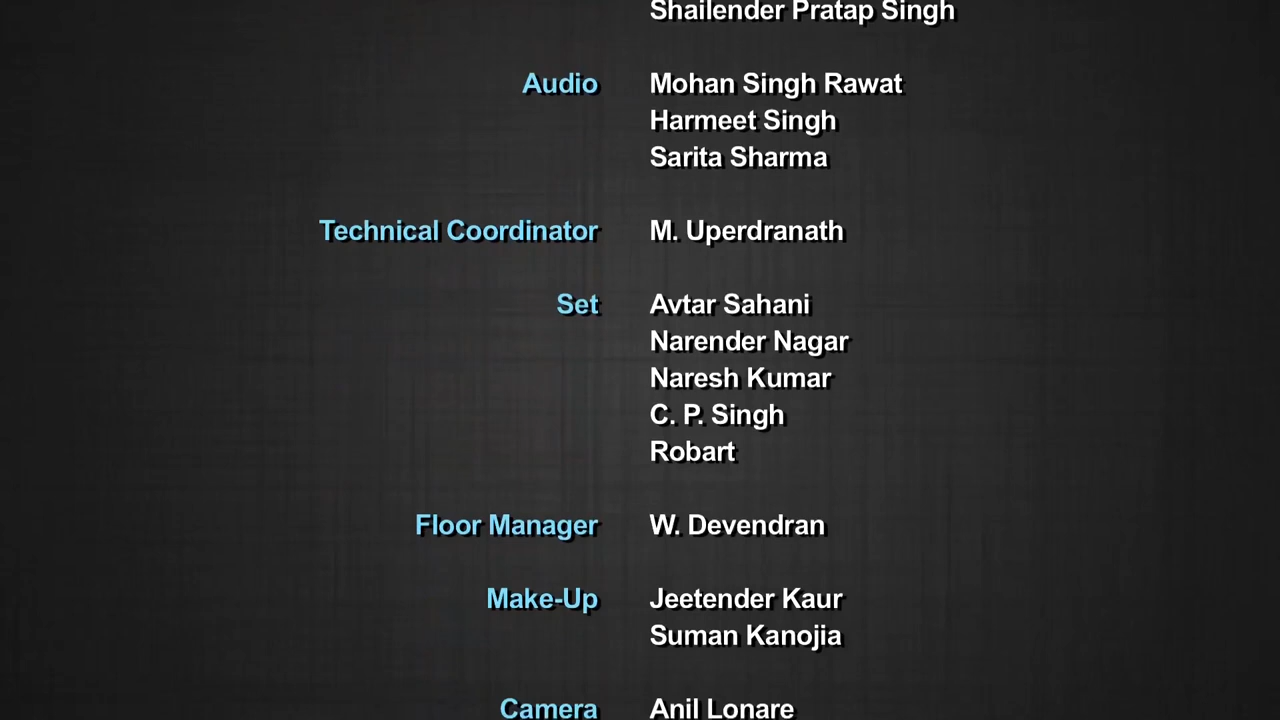 Shailender Pratap Singh
Audio Mohan Singh Rawat
Harmeet Singh
Sarita Sharma
Technical Coordinator M. Uperdranath
Set Avtar Sahani
Narender Nagar
Naresh Kumar
C. P. Singh
Robart
Floor Manager W. Devendran
Make-Up Jeetender Kaur
Suman Kanojia
Camera Anil Lonare